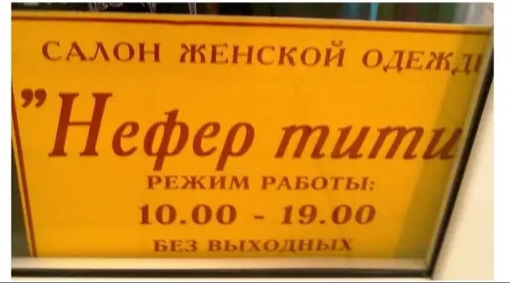 САЛОН ЖЕНСКОЙ ОДЕЖД
"Нефер тити
РЕЖИМ РАБОТЫ:
10.00 - 19.00
БЕЗ ВЫХОДНЫХ